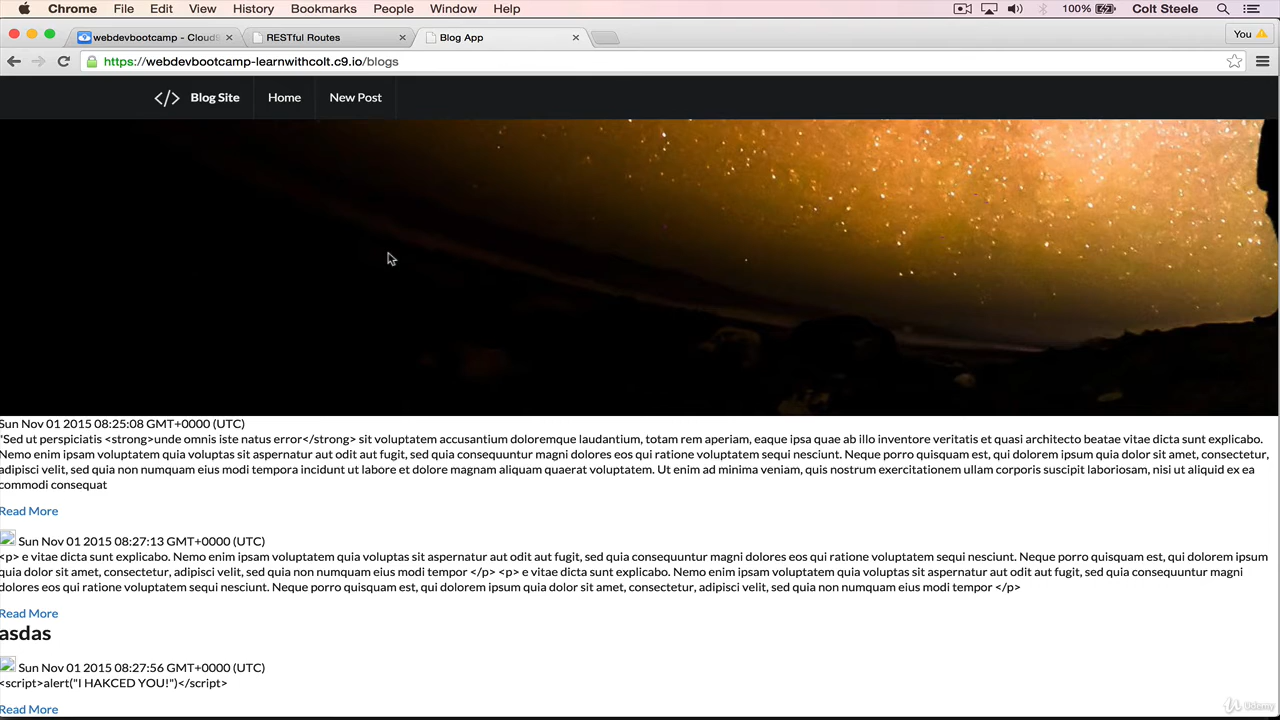 Chrome File Edit View History Bookmarks People Window Help 100% Colt Steele
webdevbootcamp - Cloud9 RESTful Routes Blog App You
https://webdevbootcamp-learnwithcolt.c9.io/blogs
</> Blog Site Home New Post
Sun Nov 01 2015 08:25:08 GMT+0000 (UTC)
"Sed ut perspiciatis <strong>unde omnis iste natus error</strong> sit voluptatem accusantium doloremque laudantium, totam rem aperiam, eaque ipsa quae ab illo inventore veritatis et quasi architecto beatae vitae dicta sunt explicabo.
Nemo enim ipsam voluptatem quia voluptas sit aspernatur aut odit aut fugit, sed quia consequuntur magni dolores eos qui ratione voluptatem sequi nesciunt. Neque porro quisquam est, qui dolorem ipsum quia dolor sit amet, consectetur,
adipisci velit, sed quia non numquam eius modi tempora incidunt ut labore et dolore magnam aliquam quaerat voluptatem. Ut enim ad minima veniam, quis nostrum exercitationem ullam corporis suscipit laboriosam, nisi ut aliquid ex ea
commodi consequat
Read More
Sun Nov 01 2015 08:27:13 GMT+0000 (UTC)
<p> e vitae dicta sunt explicabo. Nemo enim ipsam voluptatem quia voluptas sit aspernatur aut odit aut fugit, sed quia consequuntur magni dolores eos qui ratione voluptatem sequi nesciunt. Neque porro quisquam est, qui dolorem ipsum
quia dolor sit amet, consectetur, adipisci velit, sed quia non numquam eius modi tempor </p> <p> e vitae dicta sunt explicabo. Nemo enim ipsam voluptatem quia voluptas sit aspernatur aut odit aut fugit, sed quia consequuntur magni
dolores eos qui ratione voluptatem sequi nesciunt. Neque porro quisquam est, qui dolorem ipsum quia dolor sit amet, consectetur, adipisci velit, sed quia non numquam eius modi tempor </p>
Read More
asdas
Sun Nov 01 2015 08:27:56 GMT+0000 (UTC)
<script>alert("I HAKCED YOU!")</script>
Read More
Udemy